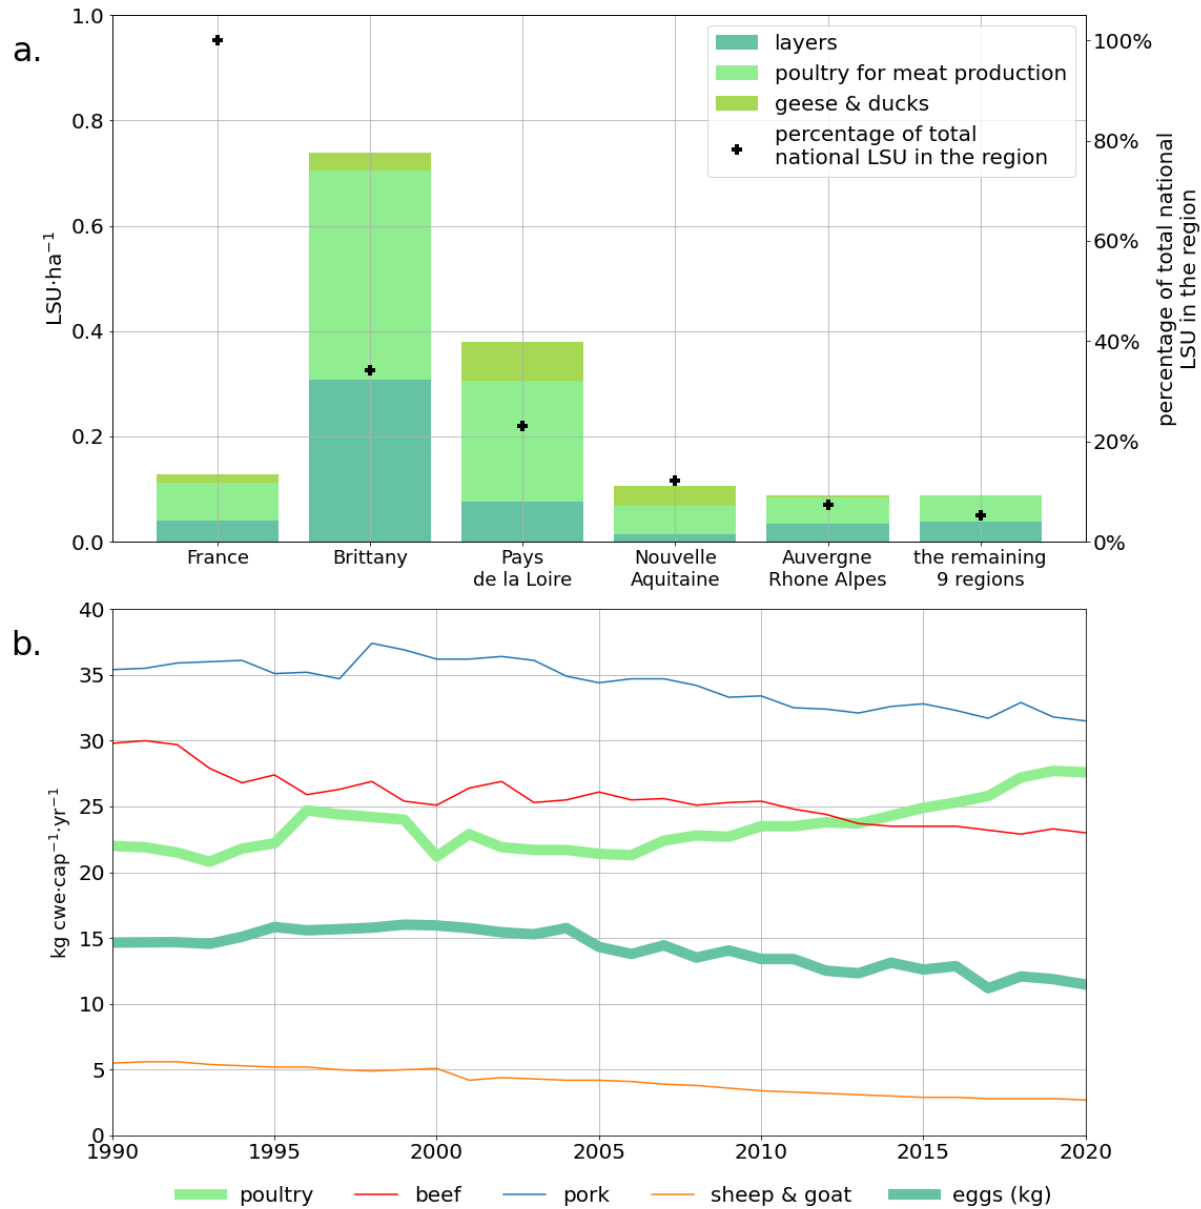 a.
1.0
0.8
0.6
0.4
0.2
0.0
LSU·ha⁻¹
layers
poultry for meat production
geese & ducks
percentage of total
national LSU in the region
100%
80%
60%
40%
20%
0%
percentage of total national
LSU in the region
France
Brittany
Pays
de la Loire
Nouvelle
Aquitaine
Auvergne
Rhone Alpes
the remaining
9 regions
b.
40
35
30
25
20
15
10
5
0
kg cwe·cap⁻¹·yr⁻¹
1990
1995
2000
2005
2010
2015
2020
poultry
beef
pork
sheep & goat
eggs (kg)